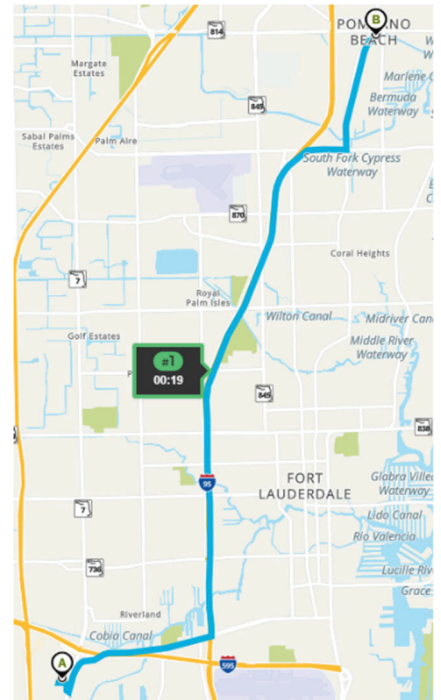 B
POMPANO
BEACH
814
Margate
Estates
Marlene
Bermuda
Waterway
845
Sabal Palms
Estates
Palm Aire
South Fork Cypress
Waterway
870
Coral Heights
7
Royal
Palm Isles
Wilton Canal
Midriver Can
Golf Estates
Middle River
Waterway
#1
00:19
P
845
838
95
FORT
LAUDERDALE
Glabra Ville
Waterway
7
Lido Canal
Rio Valencia
736
Lucille Riv
Grace
Riverland
Cobia Canal
A
595